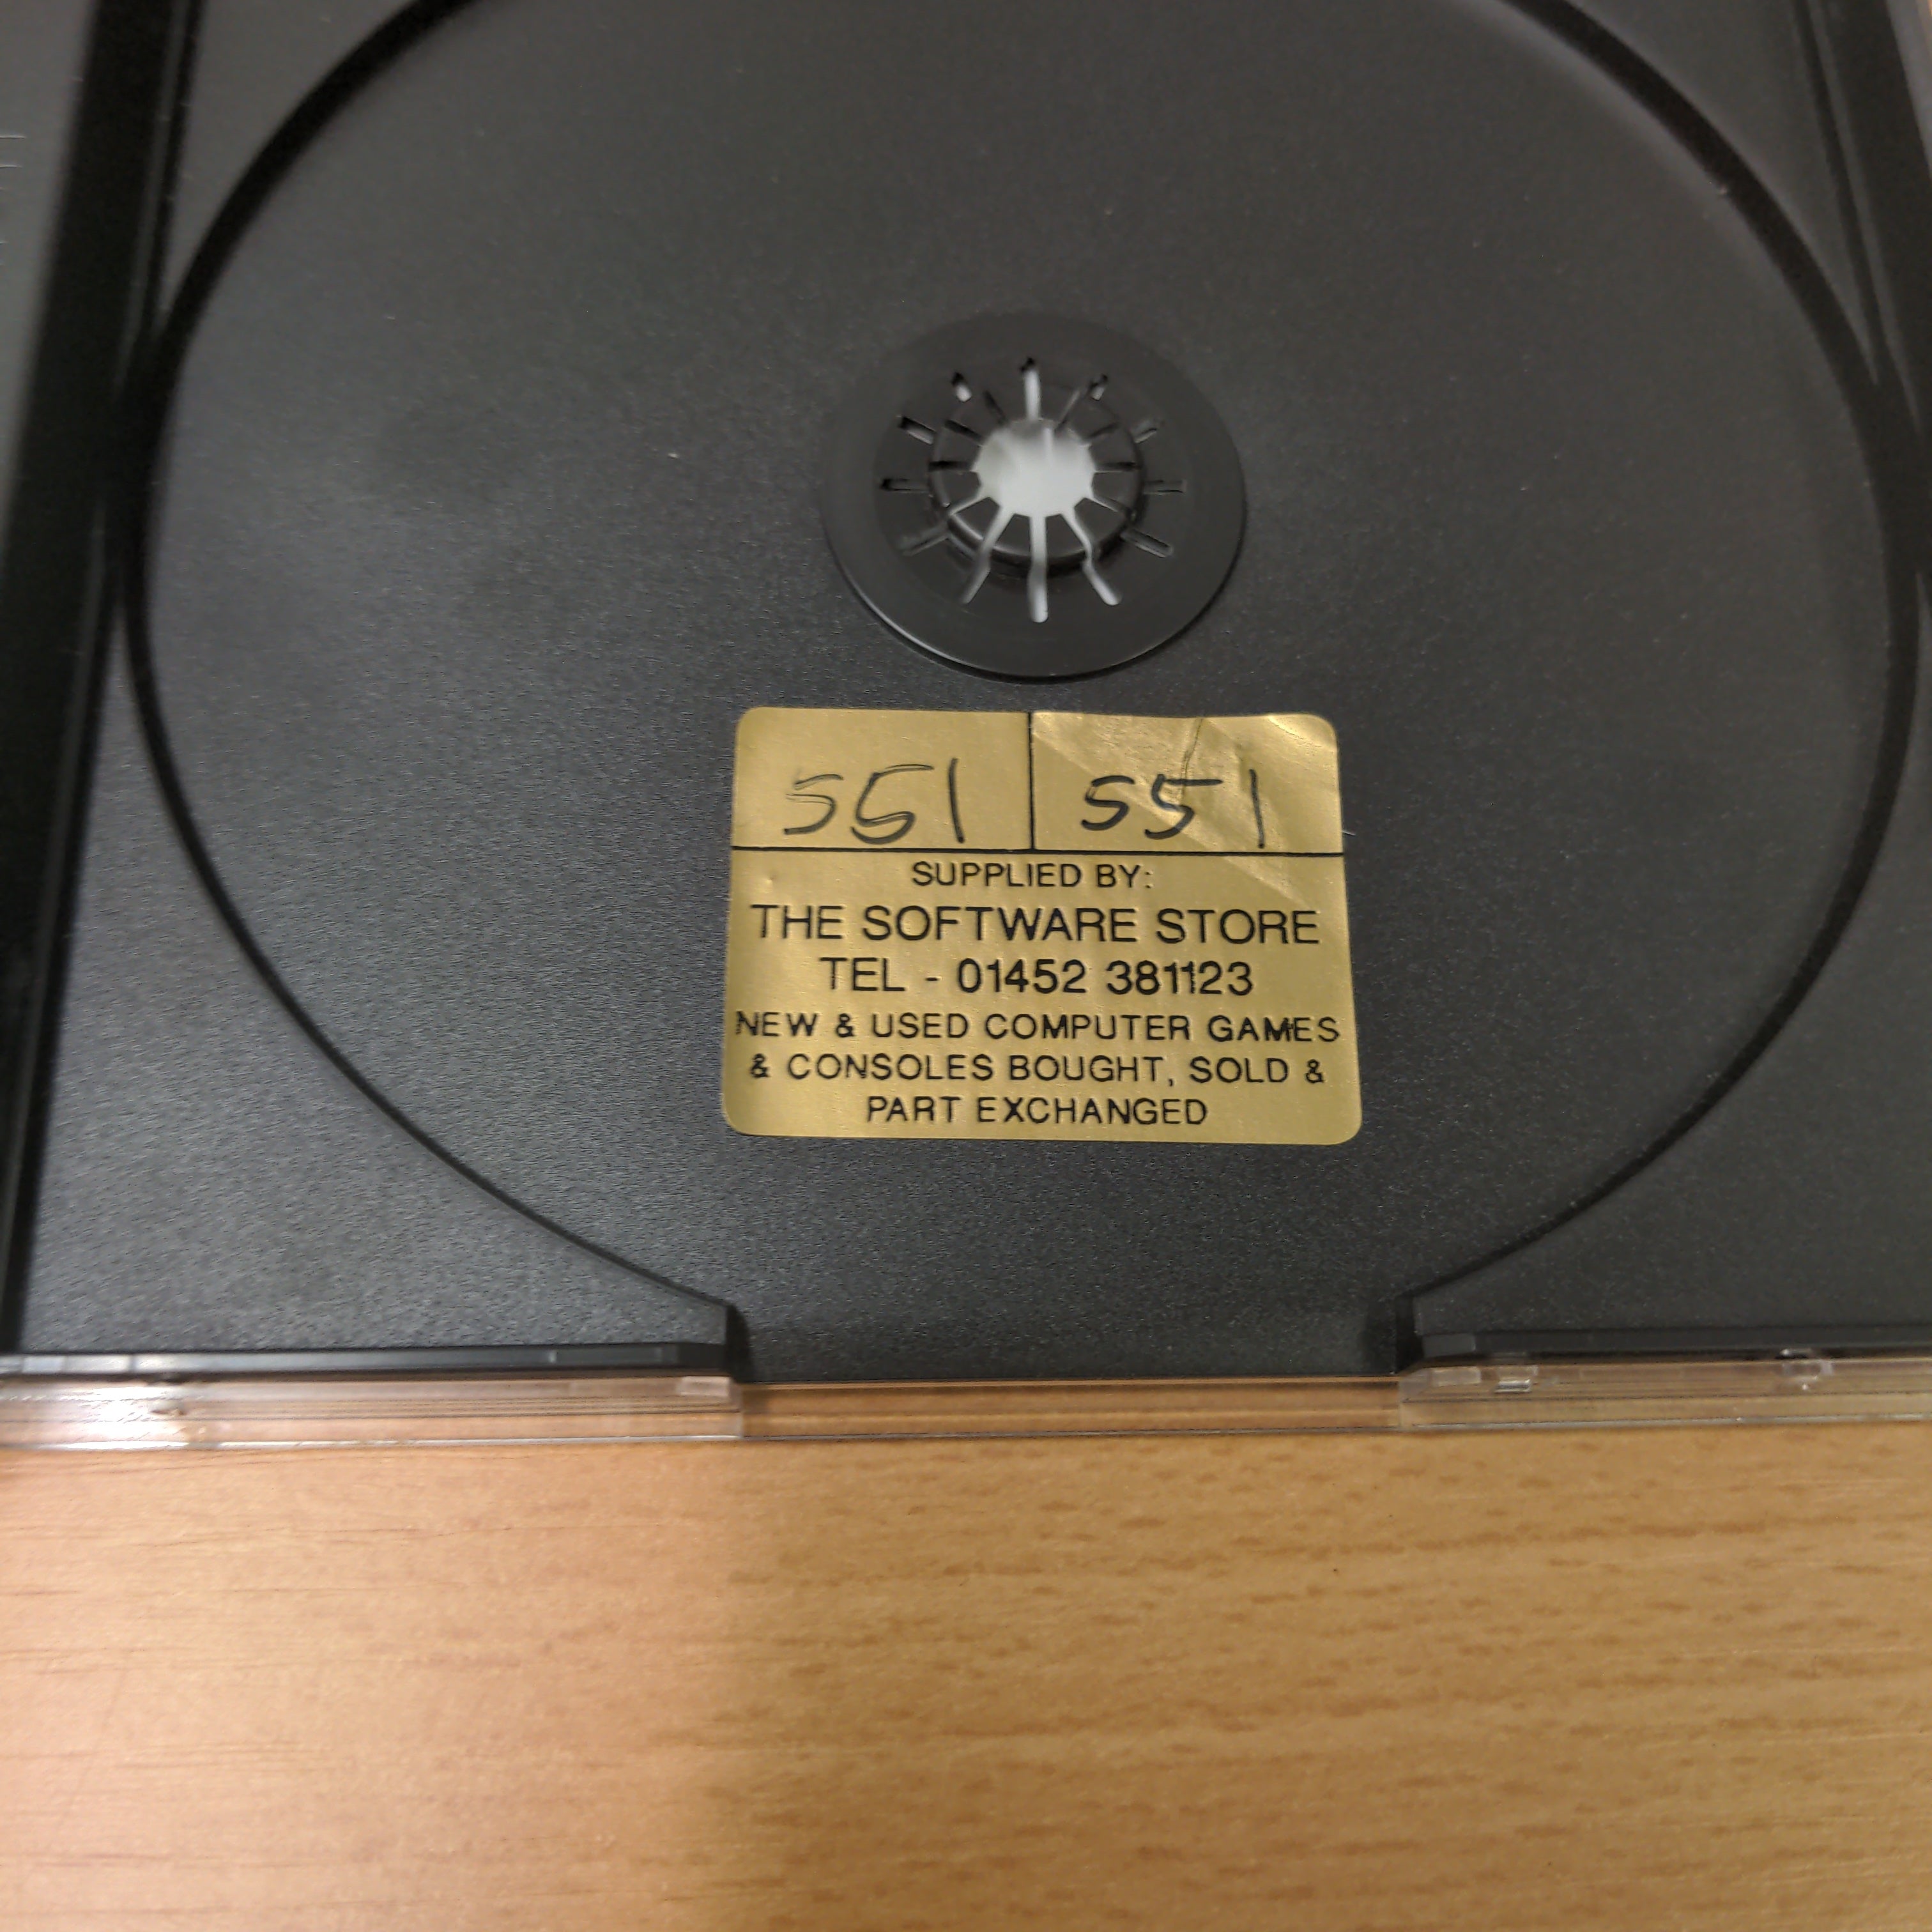 551 551
SUPPLIED BY:
THE SOFTWARE STORE
TEL - 01452 381123
NEW & USED COMPUTER GAMES
& CONSOLES BOUGHT, SOLD &
PART EXCHANGED